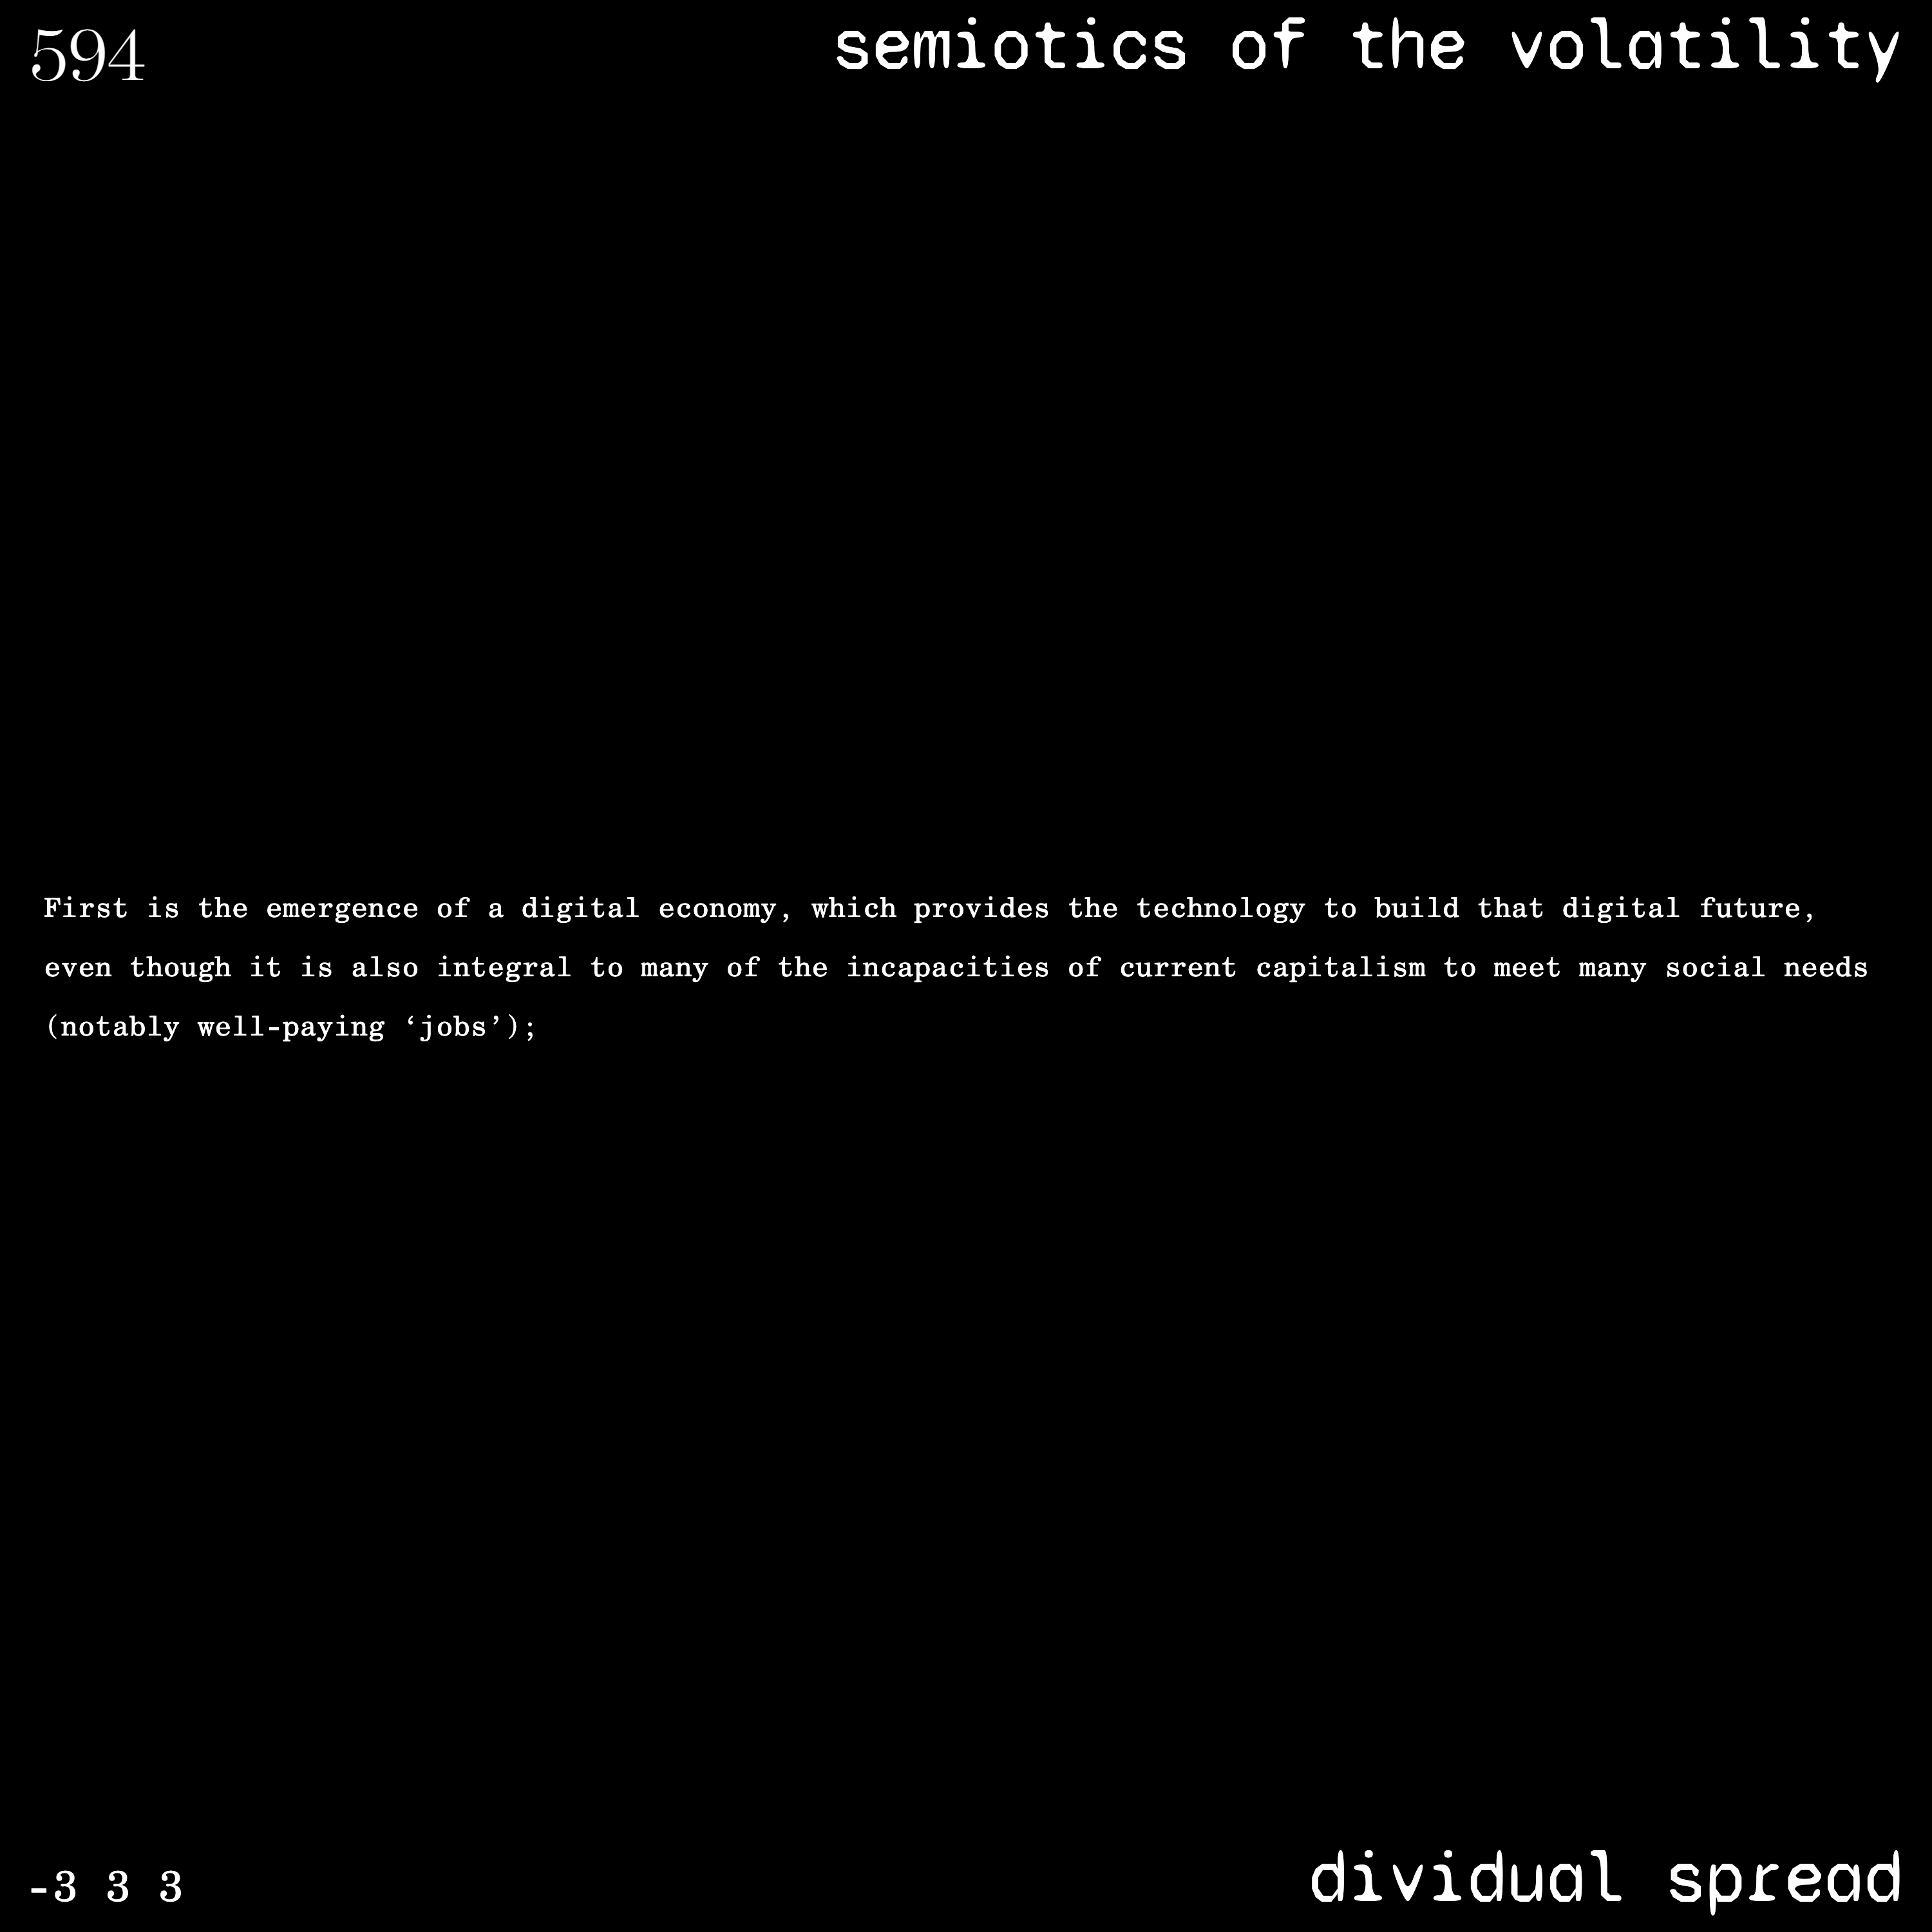 594
semiotics of the volatility
First is the emergence of a digital economy, which provides the technology to build that digital future,
even though it is also integral to many of the incapacities of current capitalism to meet many social needs
(notably well-paying ‘jobs’);
-3 3 3
dividual spread